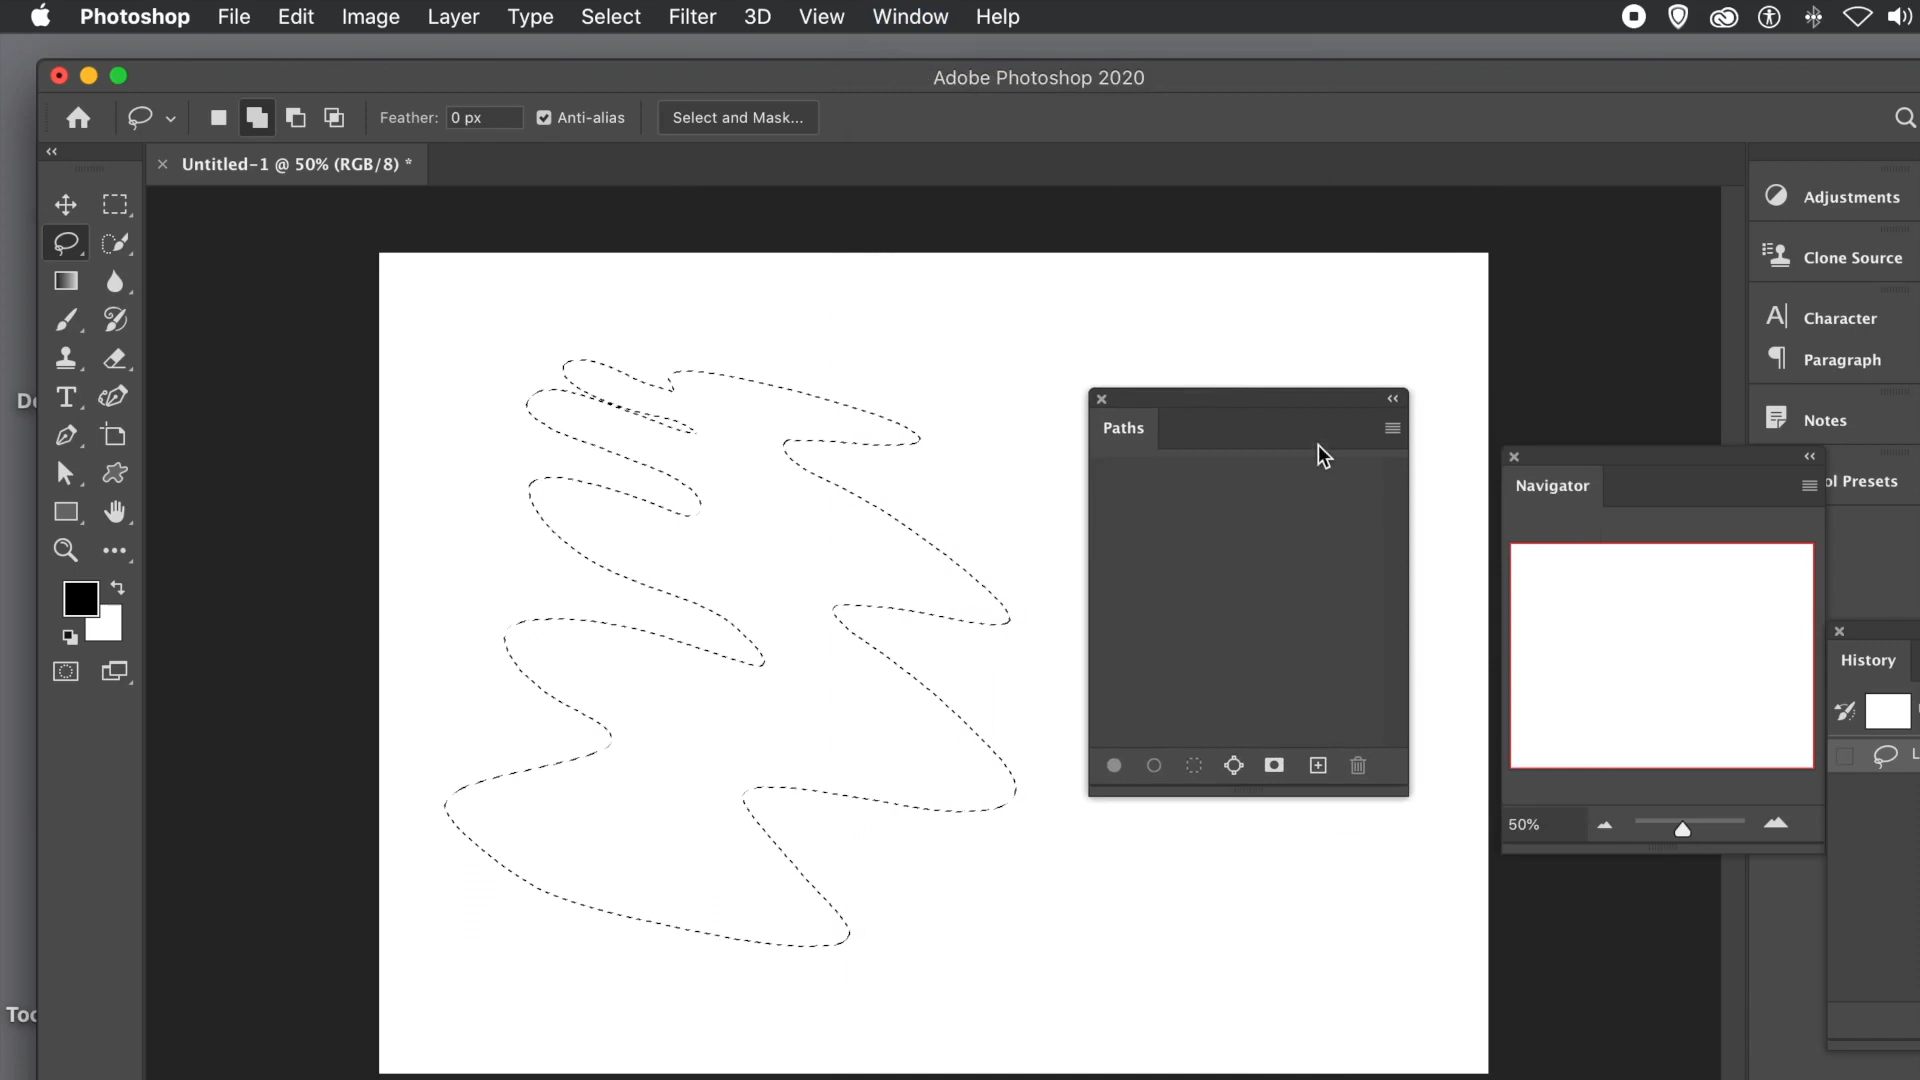 Photoshop File Edit Image Layer Type Select Filter 3D View Window Help
Adobe Photoshop 2020
Feather: 0 px Anti-alias Select and Mask...
Untitled-1 @ 50% (RGB/8) *
Adjustments
Clone Source
Character
Paragraph
Notes
ol Presets
Paths
Navigator
50%
History
L
De
Too